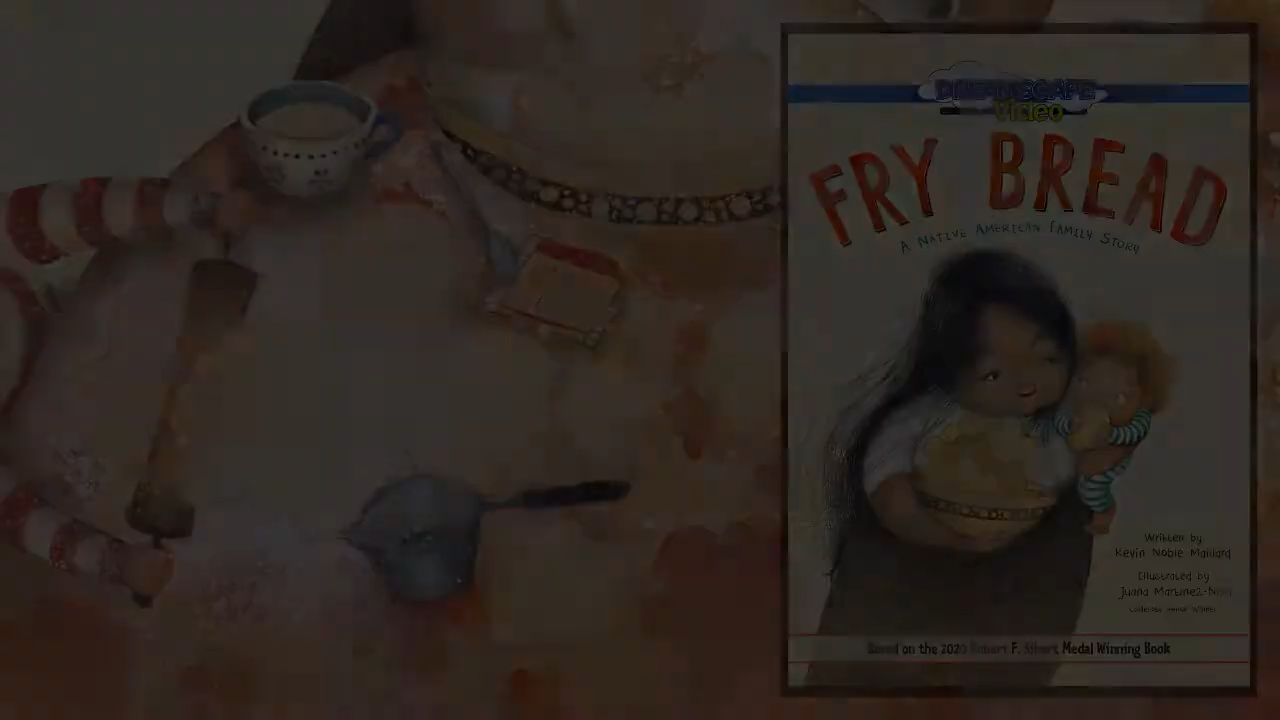 DREAMSCAPE
Video
FRY BREAD
A NATIVE AMERICAN FAMILY STORY
Written by
Kevin Noble Maillard
Illustrated by
Juana Martinez-Neal
Based on the 2020 Robert F. Sibert Medal Winning Book